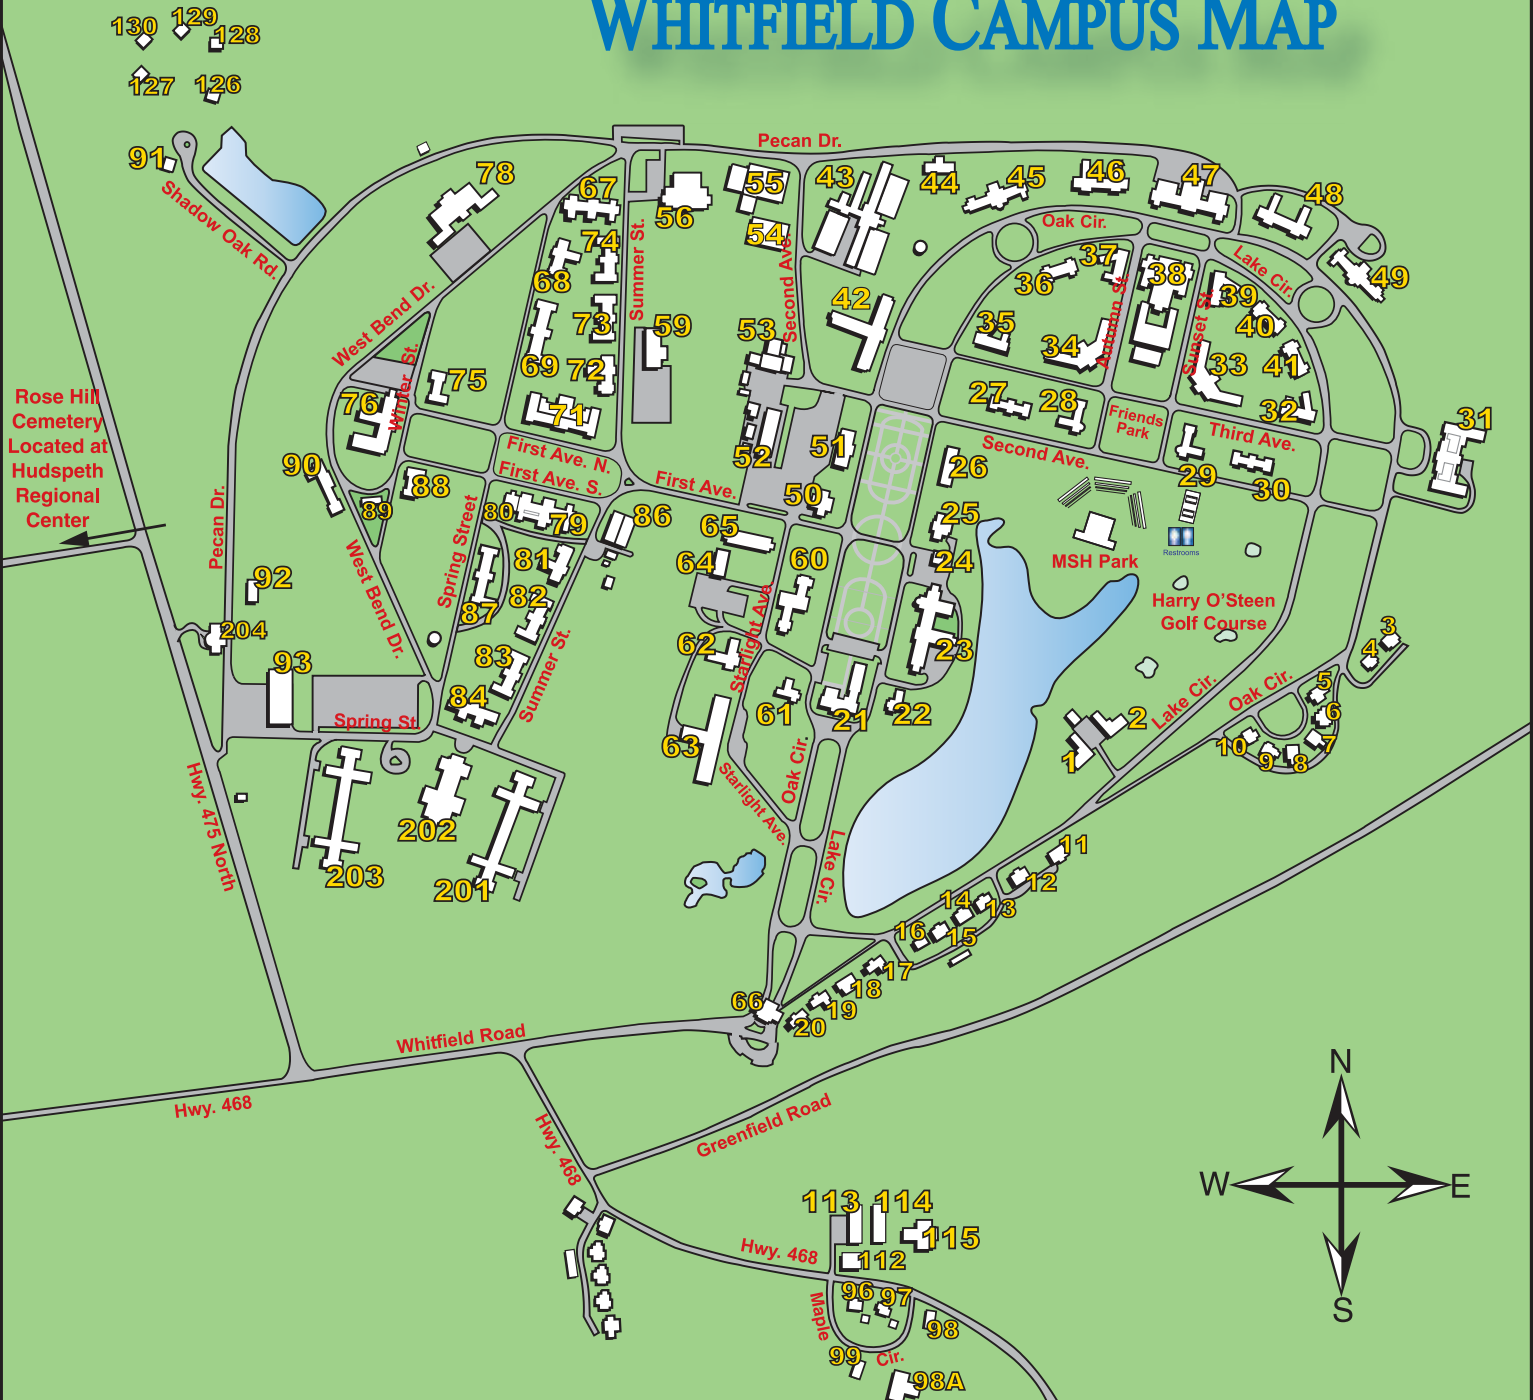 WHITFIELD CAMPUS MAP
130
129
128
127
126
91
Shadow Oak Rd.
78
67
56
55
54
Pecan Dr.
43
44
45
46
47
48
49
Oak Cir.
Lake Cir.
74
68
73
69
72
71
Summer St.
59
53
Second Ave.
42
36
37
38
39
40
41
35
34
33
32
Autumn St.
Sunset St.
27
28
Friends
Park
Third Ave.
29
30
31
West Bend Dr.
Winter St.
75
76
Rose Hill
Cemetery
Located at
Hudspeth
Regional
Center
First Ave. N.
First Ave. S.
First Ave.
52
51
50
26
25
24
23
Second Ave.
MSH Park
Restrooms
Harry O'Steen
Golf Course
90
88
89
80
79
86
65
64
60
Pecan Dr.
92
204
93
West Bend Dr.
Spring Street
81
82
87
83
84
Summer St.
Spring St.
62
61
63
Starlight Ave.
Starlight Ave.
21
22
Oak Cir.
Lake Cir.
1
2
Lake Cir.
Oak Cir.
3
4
5
6
7
8
9
10
11
12
13
14
15
16
17
18
19
20
66
203
202
201
Hwy. 475 North
Whitfield Road
Hwy. 468
Hwy. 468
Greenfield Road
Hwy. 468
113
114
115
112
96
97
98
99
98A
Maple
Cir.
N
W
E
S